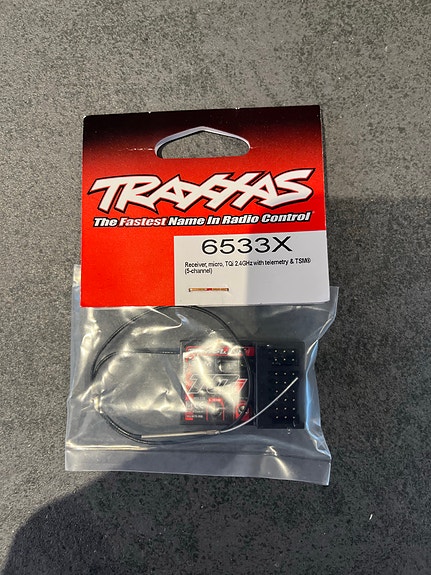 TRAXXAS
The Fastest Name In Radio Control
6533X
Receiver, micro, TQi 2.4GHz with telemetry & TSM®
(5-channel)